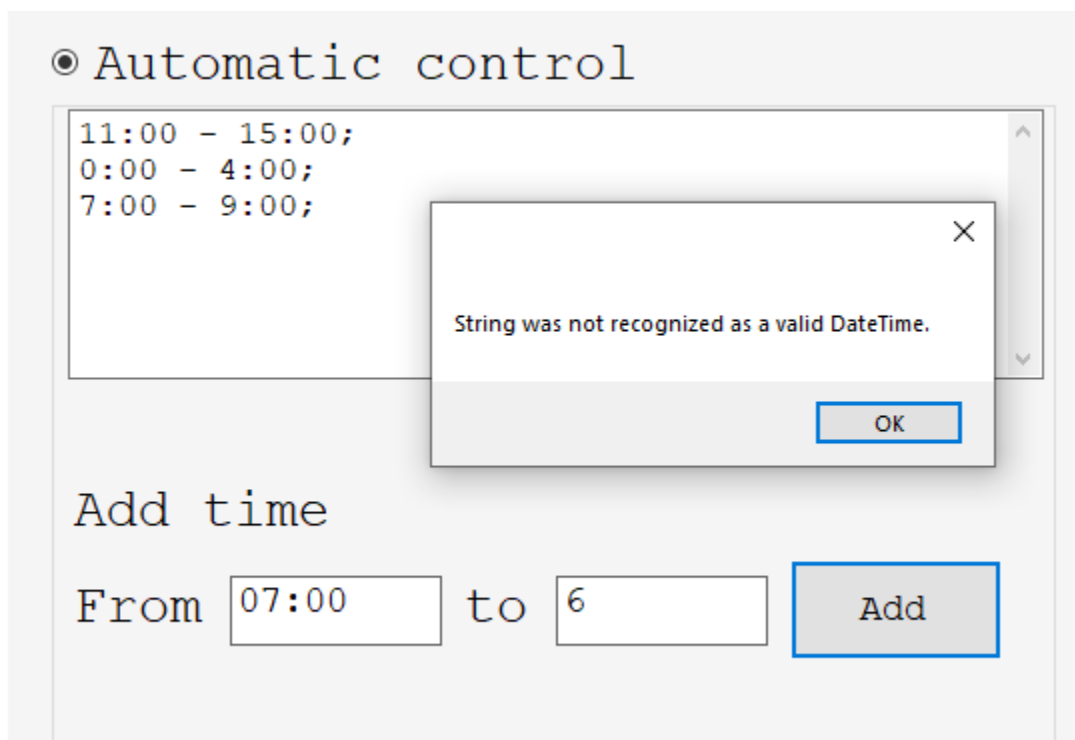 Automatic control
11:00 - 15:00;
0:00 - 4:00;
7:00 - 9:00;
String was not recognized as a valid DateTime.
OK
Add time
From 07:00 to 6 Add